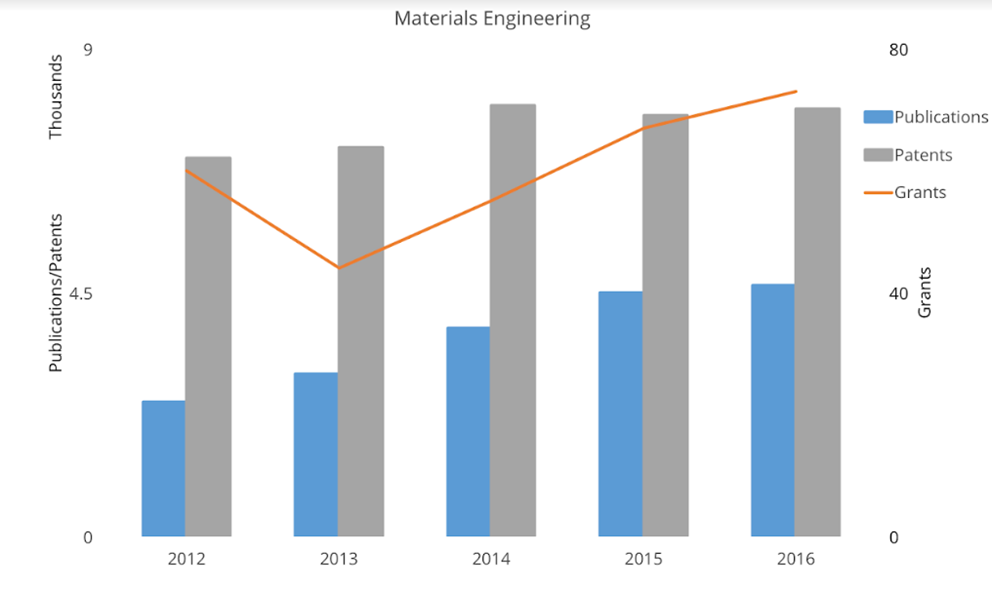 Materials Engineering
9
4.5
0
Thousands
Publications/Patents
80
40
0
Grants
Publications
Patents
Grants
2012
2013
2014
2015
2016